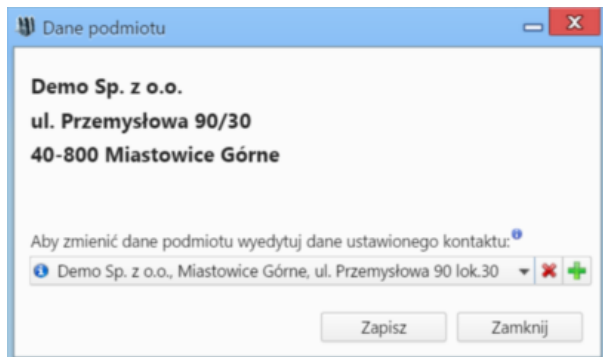 Dane podmiotu
Demo Sp. z o.o.
ul. Przemysłowa 90/30
40-800 Miastowice Górne
Aby zmienić dane podmiotu wyedytuj dane ustawionego kontaktu:
Demo Sp. z o.o., Miastowice Górne, ul. Przemysłowa 90 lok.30
Zapisz Zamknij